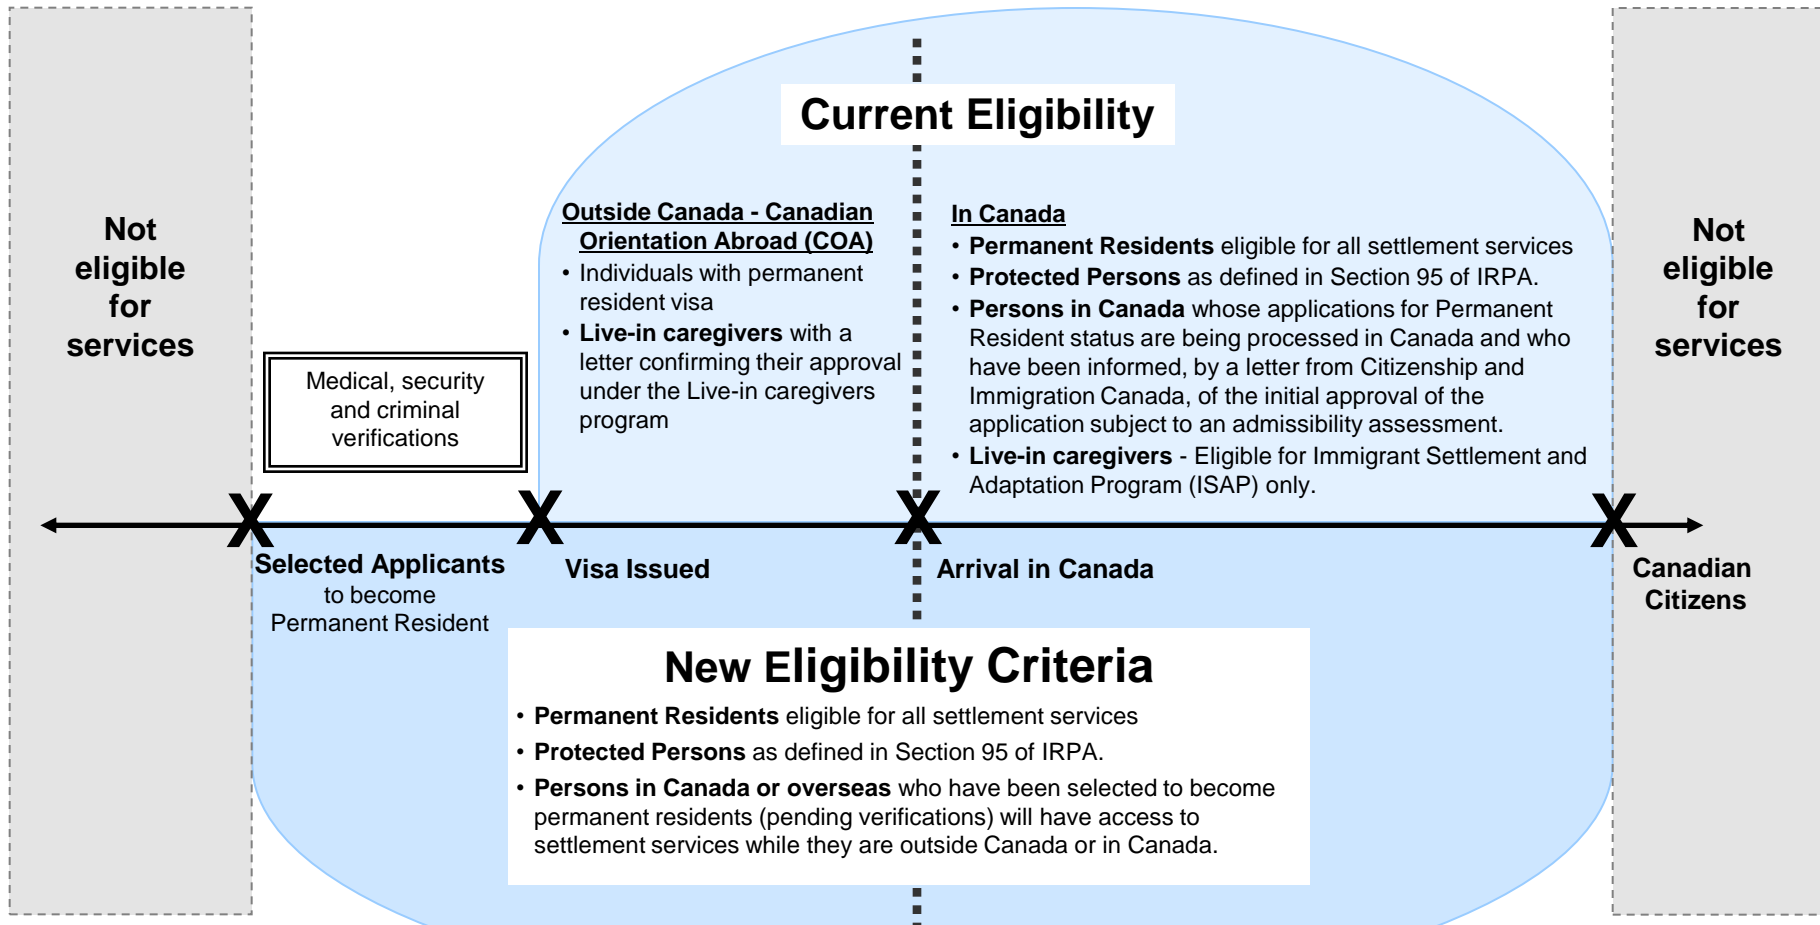 Current Eligibility
Not
eligible
for
services
Medical, security
and criminal
verifications
Outside Canada - Canadian
Orientation Abroad (COA)
• Individuals with permanent
resident visa
• Live-in caregivers with a
letter confirming their approval
under the Live-in caregivers
program
In Canada
• Permanent Residents eligible for all settlement services
• Protected Persons as defined in Section 95 of IRPA.
• Persons in Canada whose applications for Permanent
Resident status are being processed in Canada and who
have been informed, by a letter from Citizenship and
Immigration Canada, of the initial approval of the
application subject to an admissibility assessment.
• Live-in caregivers - Eligible for Immigrant Settlement and
Adaptation Program (ISAP) only.
Not
eligible
for
services
X
X
X
X
Selected Applicants
to become
Permanent Resident
Visa Issued
Arrival in Canada
Canadian
Citizens
New Eligibility Criteria
• Permanent Residents eligible for all settlement services
• Protected Persons as defined in Section 95 of IRPA.
• Persons in Canada or overseas who have been selected to become
permanent residents (pending verifications) will have access to
settlement services while they are outside Canada or in Canada.